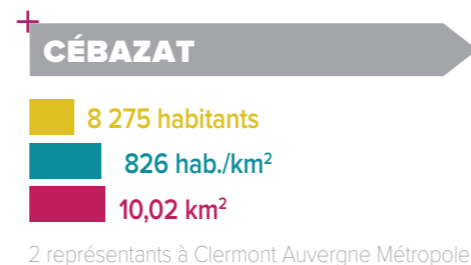 CÉBAZAT
8 275 habitants
826 hab./km²
10,02 km²
2 représentants à Clermont Auvergne Métropole